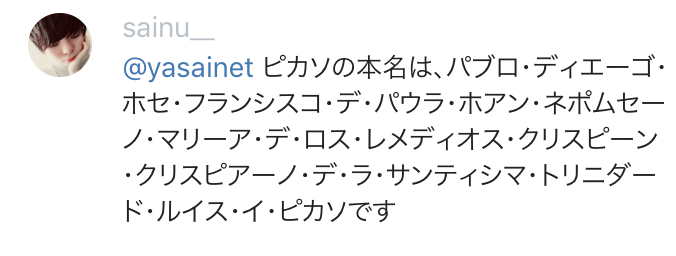 sainu__
@yasainet ピカソの本名は、パブロ・ディエーゴ・
ホセ・フランシスコ・デ・パウラ・ホアン・ネポムセー
ノ・マリーア・デ・ロス・レメディオス・クリスピーン
・クリスピアーノ・デ・ラ・サンティシマ・トリニダー
ド・ルイス・イ・ピカソです